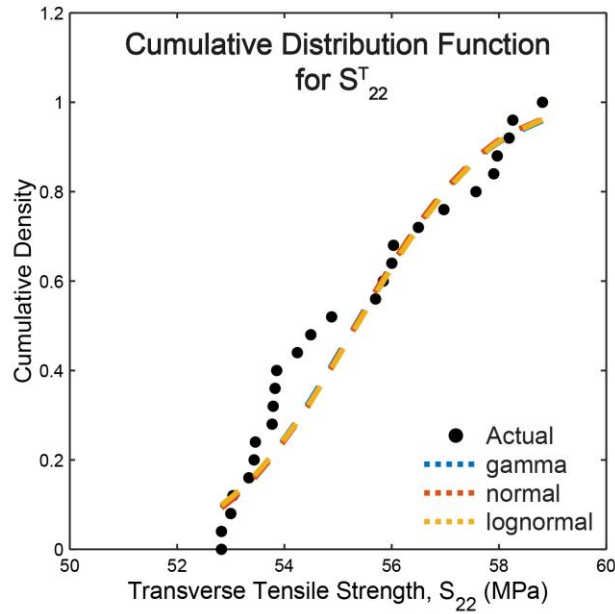 Cumulative Distribution Function
for S^T_22
1.2
1
0.8
0.6
0.4
0.2
0
Cumulative Density
Actual
gamma
normal
lognormal
50 52 54 56 58 60
Transverse Tensile Strength, S_22 (MPa)